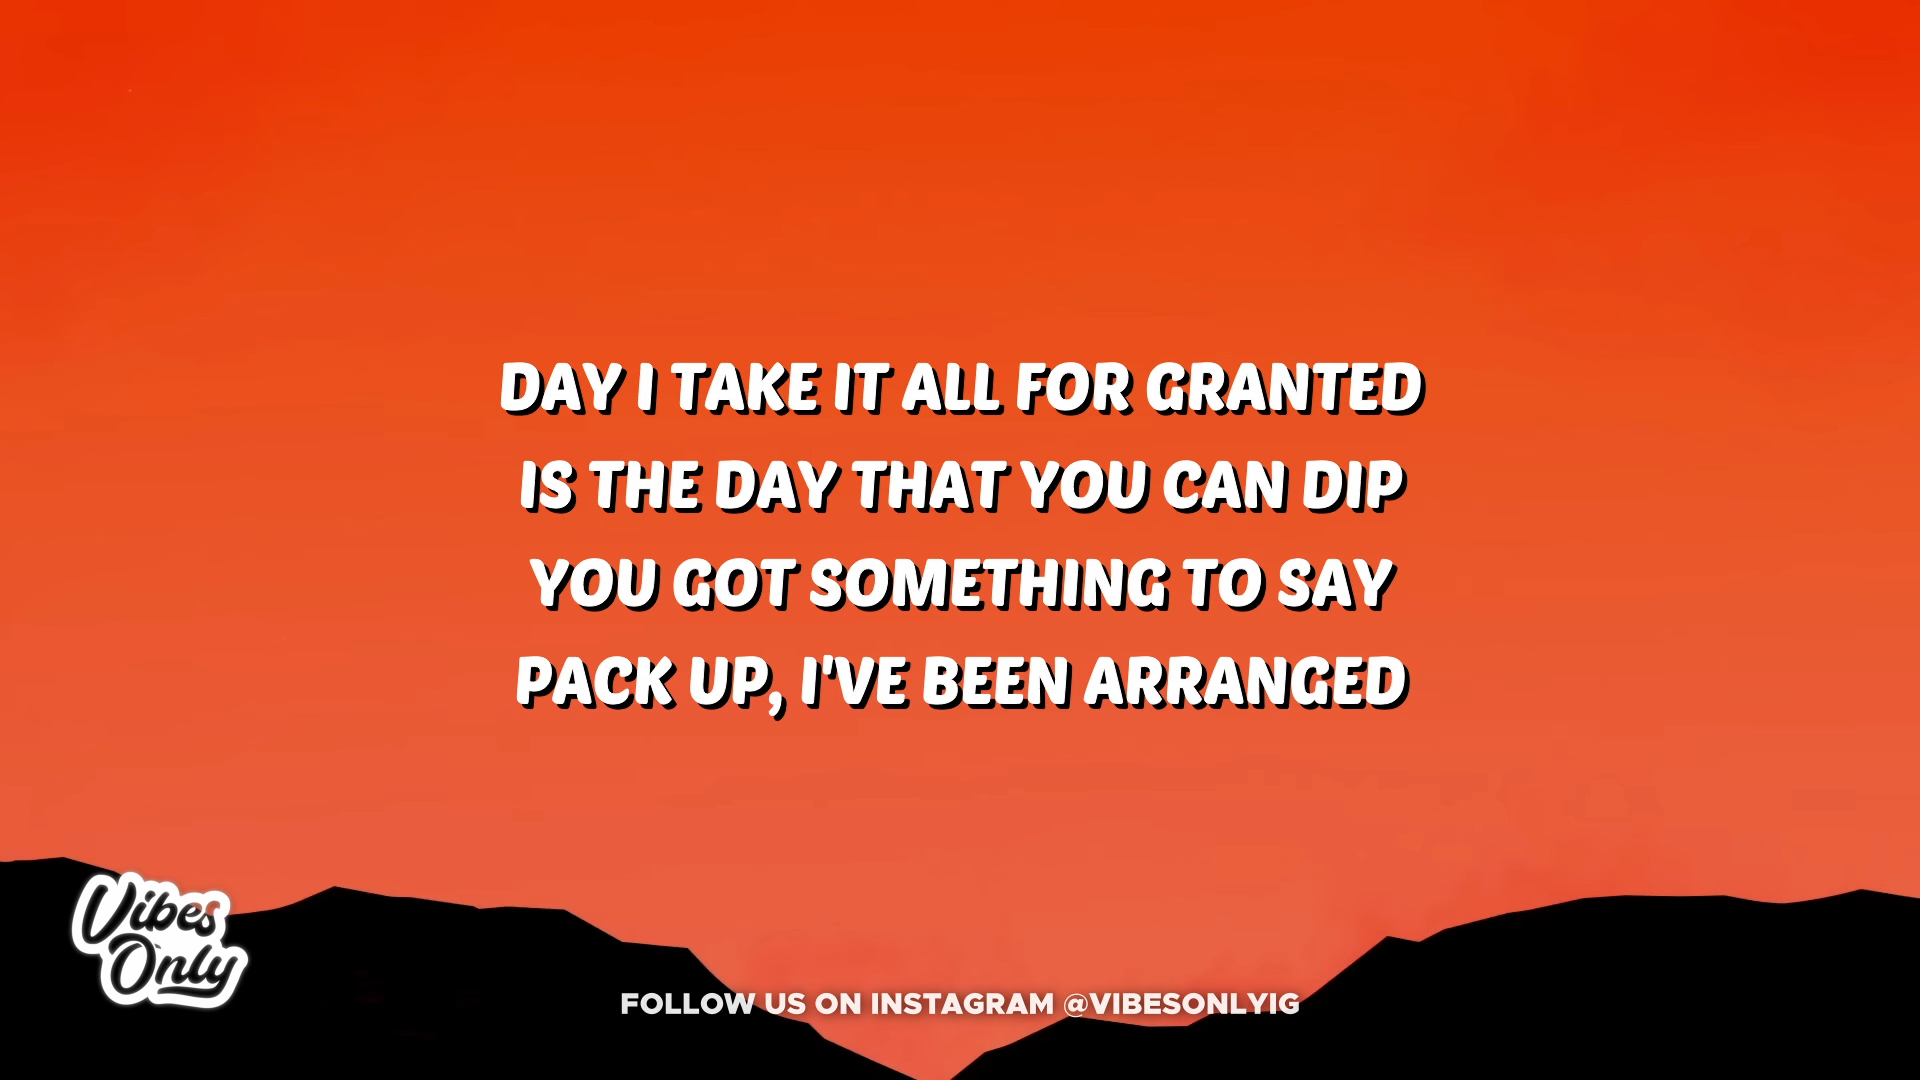 DAY I TAKE IT ALL FOR GRANTED
IS THE DAY THAT YOU CAN DIP
YOU GOT SOMETHING TO SAY
PACK UP, I'VE BEEN ARRANGED
Vibes
Only
FOLLOW US ON INSTAGRAM @VIBESONLYIG